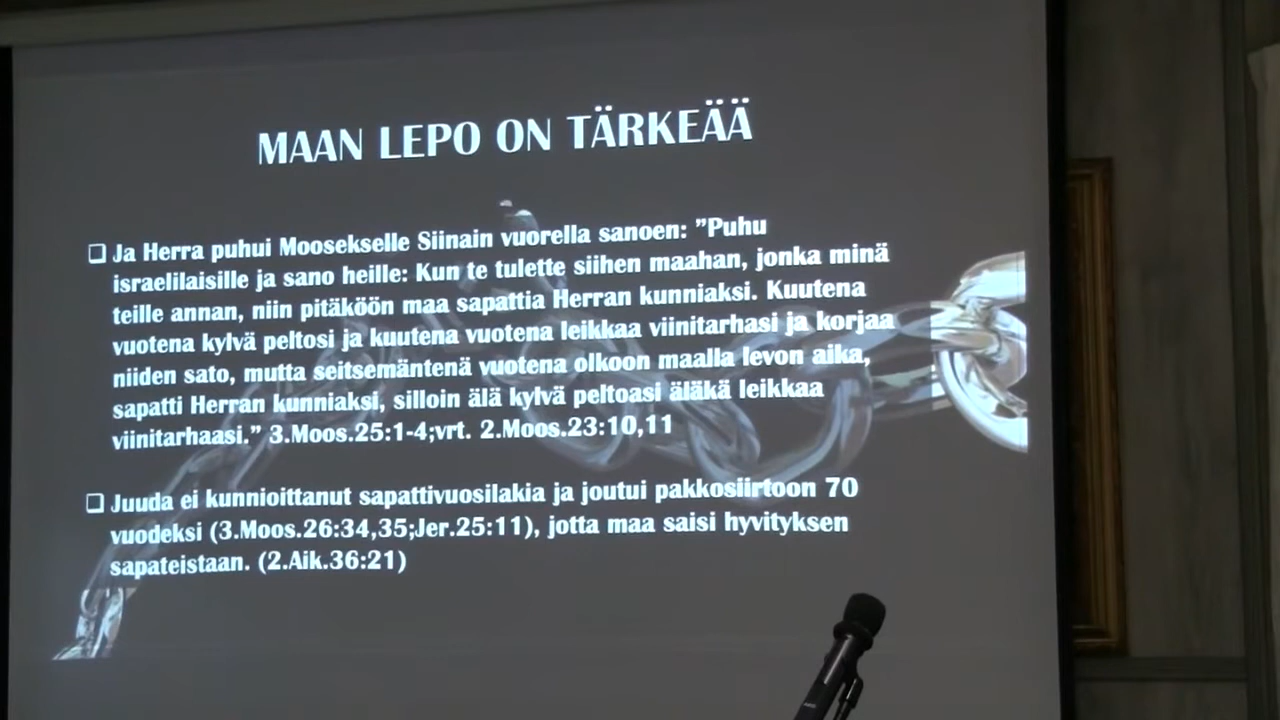 MAAN LEPO ON TÄRKEÄÄ
❑ Ja Herra puhui Moosekselle Siinain vuorella sanoen: ”Puhu
israelilaisille ja sano heille: Kun te tulette siihen maahan, jonka minä
teille annan, niin pitäköön maa sapattia Herran kunniaksi. Kuutena
vuotena kylvä peltosi ja kuutena vuotena leikkaa viinitarhasi ja korjaa
niiden sato, mutta seitsemäntenä vuotena olkoon maalla levon aika,
sapatti Herran kunniaksi, silloin älä kylvä peltoasi äläkä leikkaa
viinitarhaasi.” 3.Moos.25:1-4;vrt. 2.Moos.23:10,11
❑ Juuda ei kunnioittanut sapattivuosilakia ja joutui pakkosiirtoon 70
vuodeksi (3.Moos.26:34,35;Jer.25:11), jotta maa saisi hyvityksen
sapateistaan. (2.Aik.36:21)